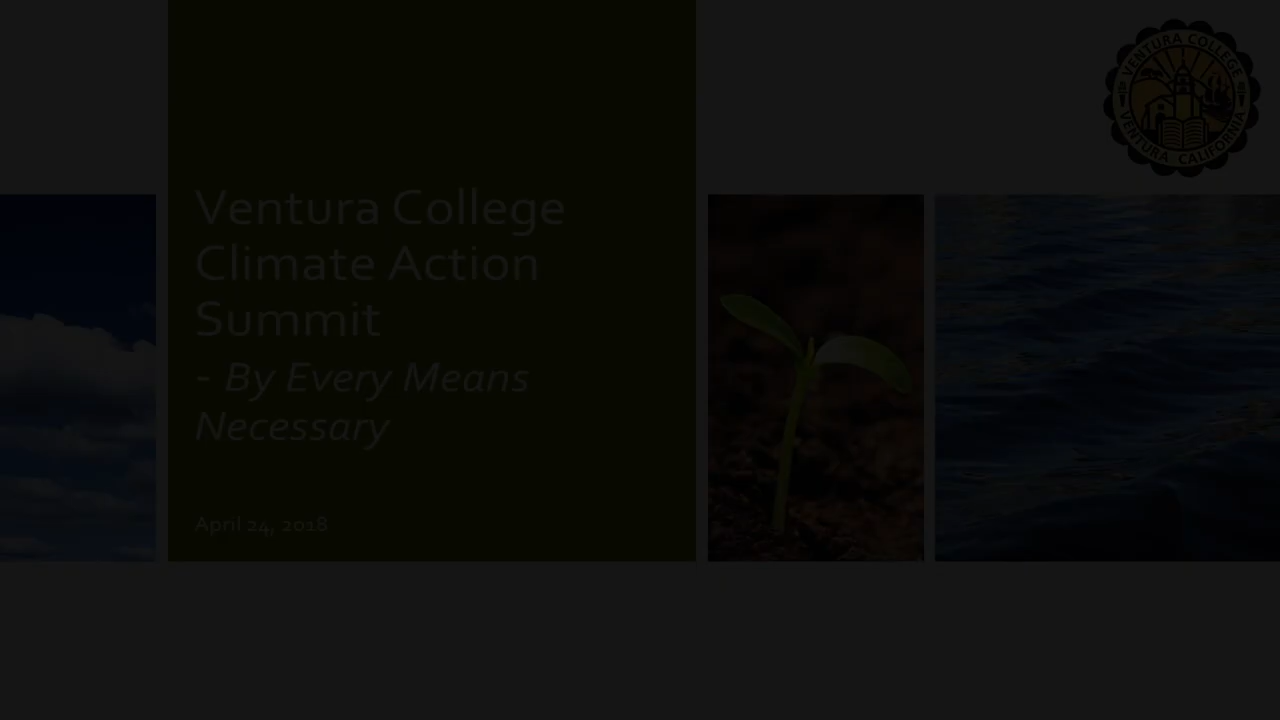 Ventura College
Climate Action
Summit
- By Every Means
Necessary
April 24, 2018
VENTURA COLLEGE
VENTURA CALIFORNIA